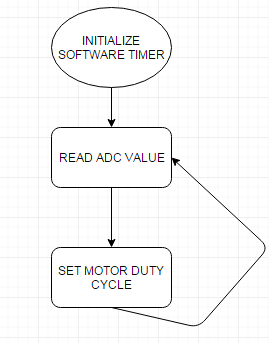 INITIALIZE
SOFTWARE TIMER
READ ADC VALUE
SET MOTOR DUTY
CYCLE